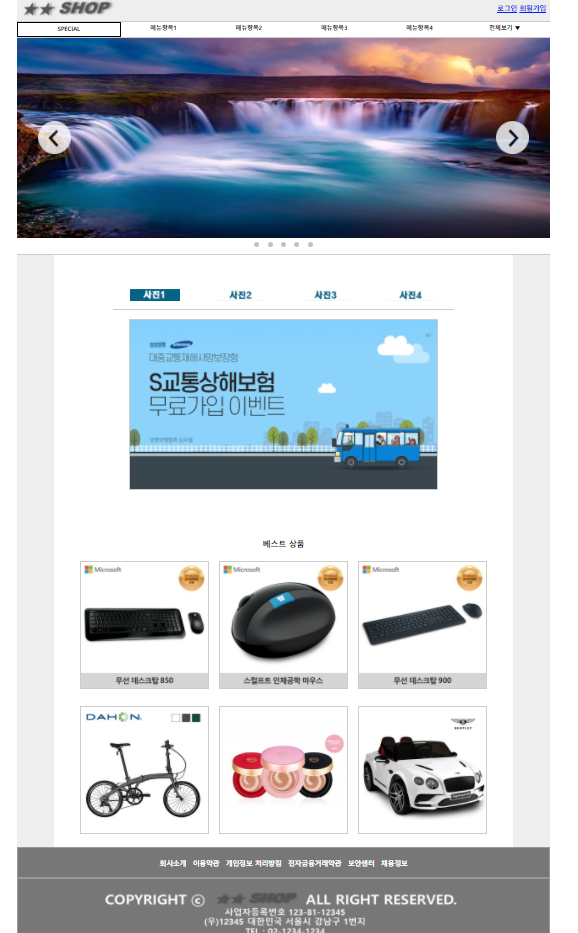 ★★ SHOP
로그인 회원가입
SPECIAL 메뉴항목1 메뉴항목2 메뉴항목3 메뉴항목4 전체보기 ▼
사진1 사진2 사진3 사진4
삼성생명 SAMSUNG
대중교통재해사망보장형
S교통상해보험
무료가입 이벤트
베스트 상품
Microsoft Microsoft Microsoft
무선 데스크탑 850 스컬프트 인체공학 마우스 무선 데스크탑 900
DAHON.
BENTLEY
회사소개 이용약관 개인정보 처리방침 전자금융거래약관 보안센터 채용정보
COPYRIGHT ⓒ ★★ SHOP ALL RIGHT RESERVED.
사업자등록번호 123-81-12345
(우)12345 대한민국 서울시 강남구 1번지
TEL : 02-1234-1234